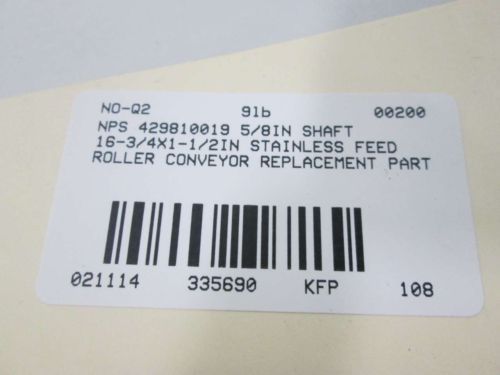 NO-Q2 9lb 00200
NPS 429810019 5/8IN SHAFT
16-3/4X1-1/2IN STAINLESS FEED
ROLLER CONVEYOR REPLACEMENT PART
021114 335690 KFP 108